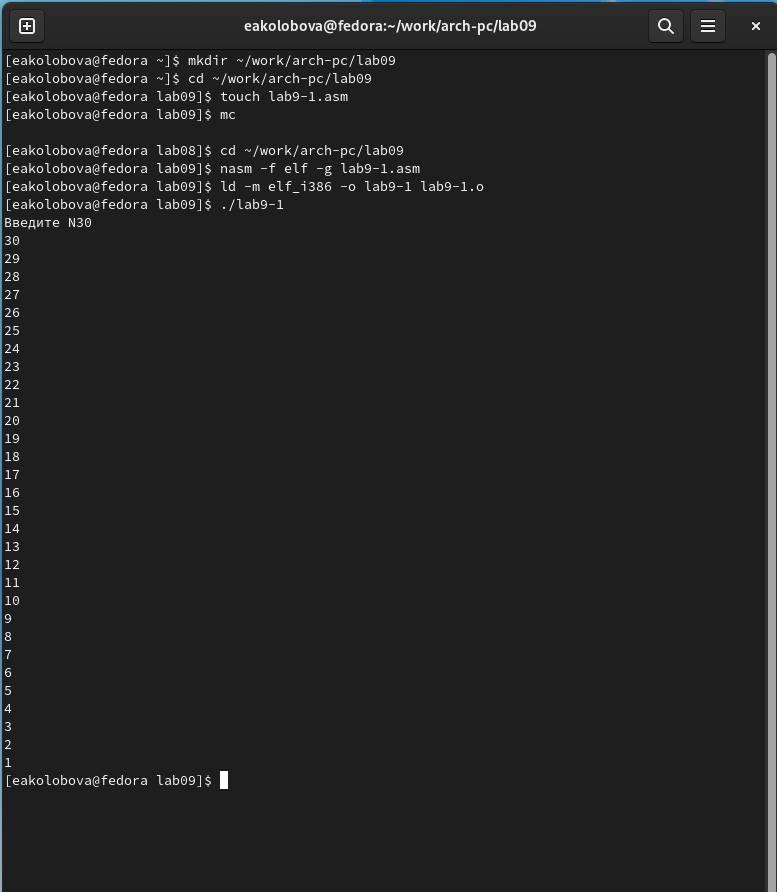 eakolobova@fedora:~/work/arch-pc/lab09
[eakolobova@fedora ~]$ mkdir ~/work/arch-pc/lab09
[eakolobova@fedora ~]$ cd ~/work/arch-pc/lab09
[eakolobova@fedora lab09]$ touch lab9-1.asm
[eakolobova@fedora lab09]$ mc
[eakolobova@fedora lab08]$ cd ~/work/arch-pc/lab09
[eakolobova@fedora lab09]$ nasm -f elf -g lab9-1.asm
[eakolobova@fedora lab09]$ ld -m elf_i386 -o lab9-1 lab9-1.o
[eakolobova@fedora lab09]$ ./lab9-1
Введите N30
30
29
28
27
26
25
24
23
22
21
20
19
18
17
16
15
14
13
12
11
10
9
8
7
6
5
4
3
2
1
[eakolobova@fedora lab09]$